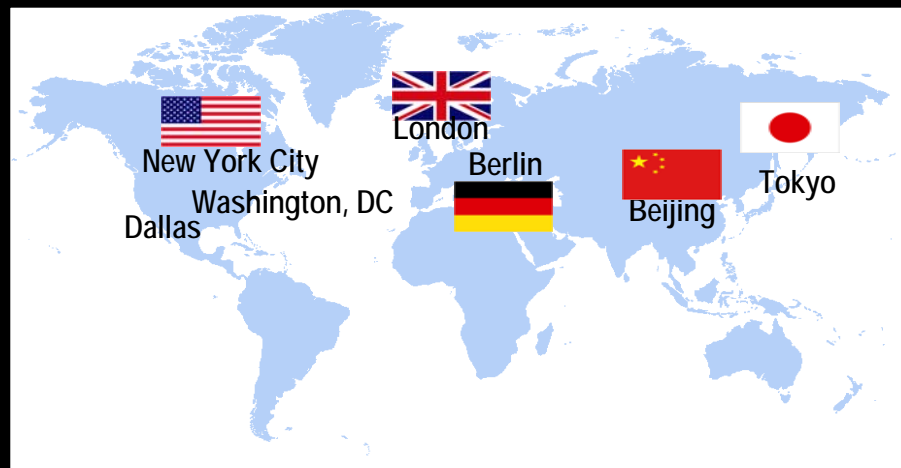 London
New York City
Berlin
Tokyo
Washington, DC
Beijing
Dallas